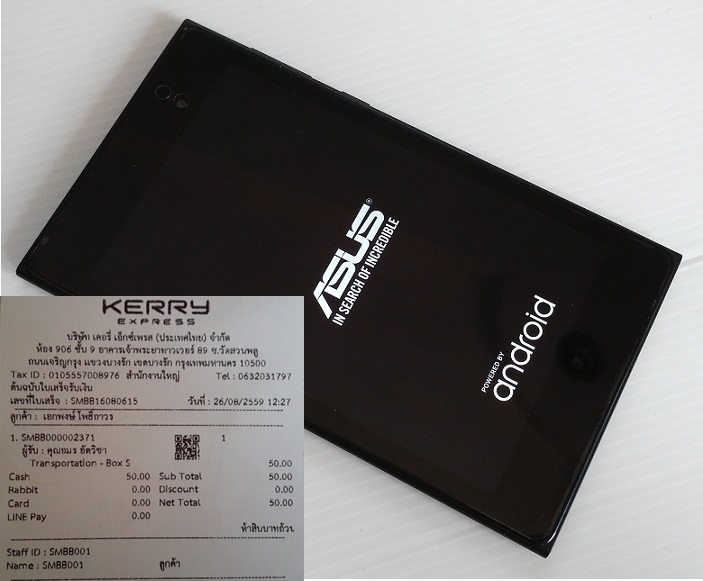 ASUS®
IN SEARCH OF INCREDIBLE
POWERED BY
android
KERRY
EXPRESS
บริษัท เคอรี่ เอ็กซ์เพรส (ประเทศไทย) จำกัด
ห้อง 906 ชั้น 9 อาคารเจ้าพระยาทาวเวอร์ 89 ซ.วัดสวนพลู
ถนนเจริญกรุง แขวงบางรัก เขตบางรัก กรุงเทพมหานคร 10500
Tax ID : 0105557008976 สำนักงานใหญ่ Tel : 0632031797
ต้นฉบับใบเสร็จรับเงิน
เลขที่ใบเสร็จ : SMBB16080615 วันที่ : 26/08/2559 12:27
ลูกค้า : เอกพงษ์ โพธิ์ถาวร
1. SMBB000002371 1
ผู้รับ : คุณอมร อัตวิชา
Transportation - Box S 50.00
Cash 50.00 Sub Total 50.00
Rabbit 0.00 Discount 0.00
Card 0.00 Net Total 50.00
LINE Pay 0.00
ห้าสิบบาทถ้วน
Staff ID : SMBB001
Name : SMBB001 ลูกค้า